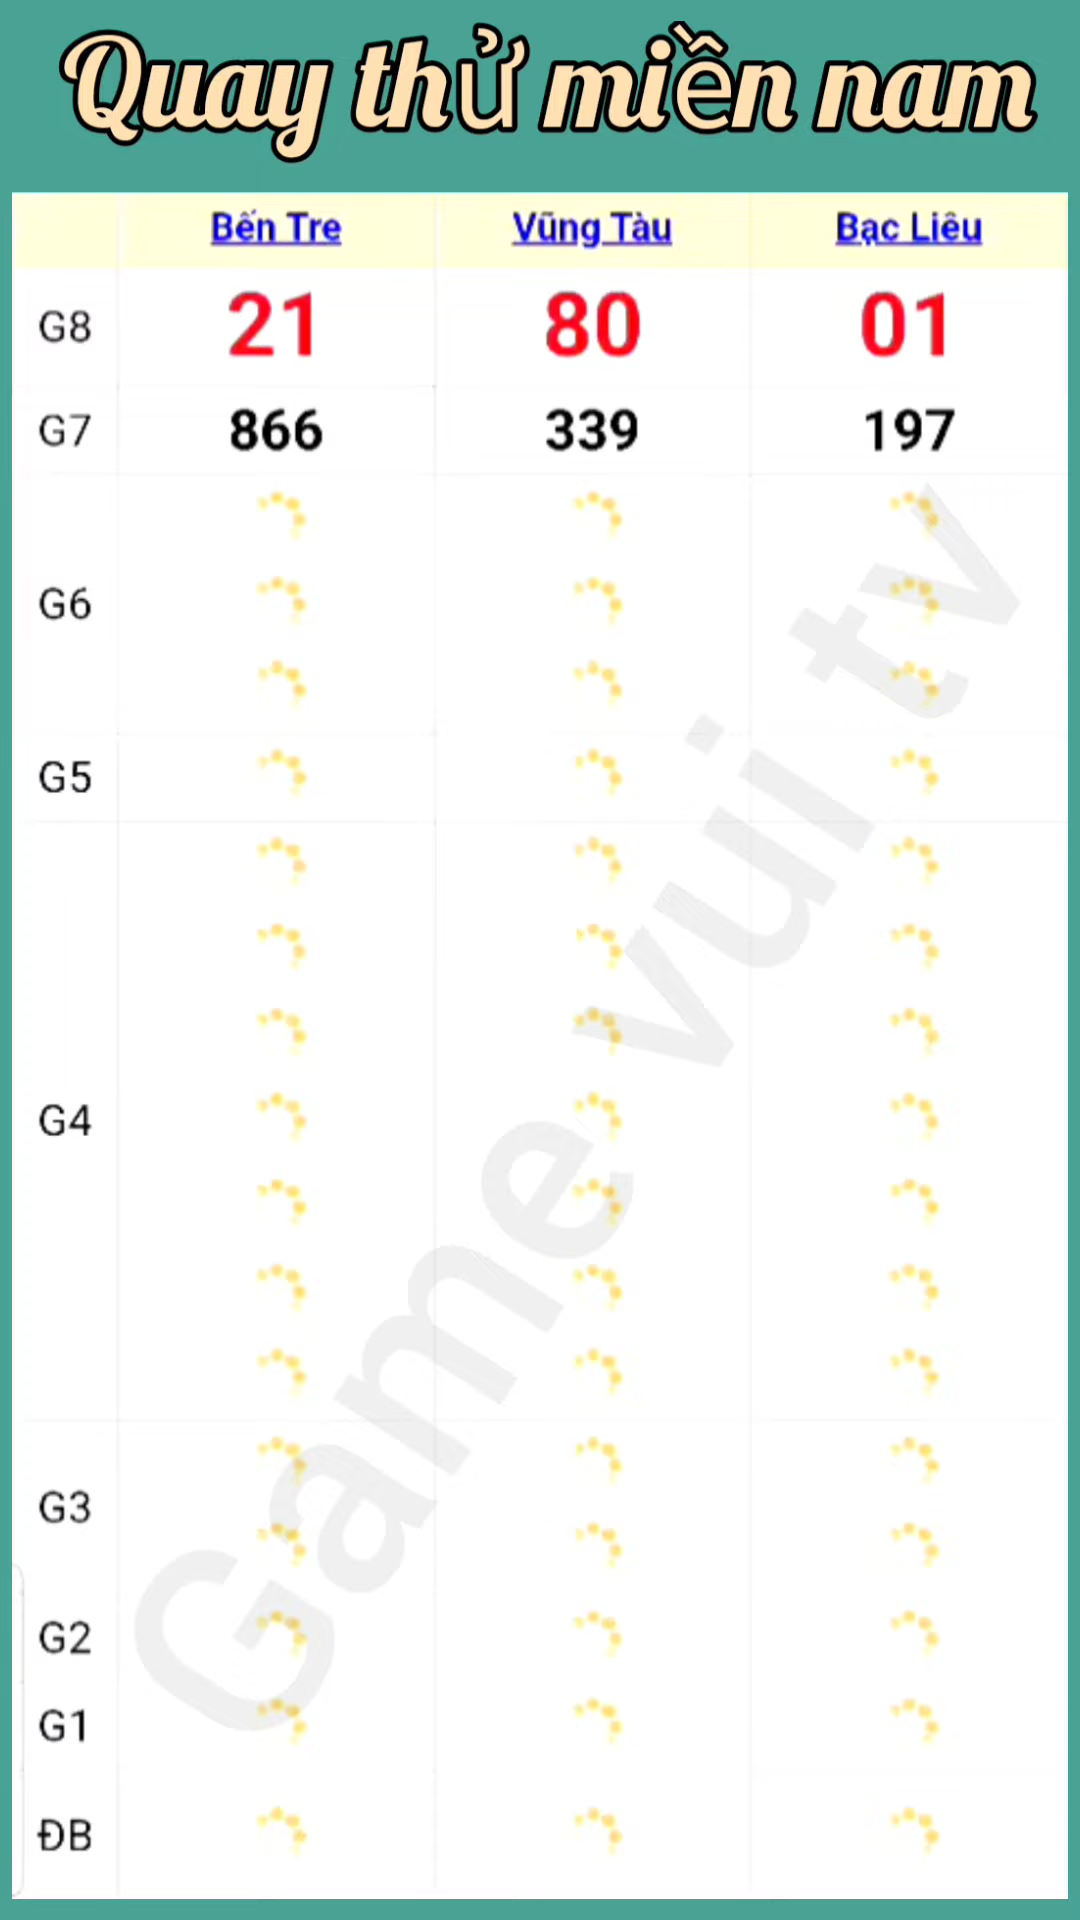 Quay thử miền nam
Bến Tre Vũng Tàu Bạc Liêu
G8 21 80 01
G7 866 339 197
G6
G5
G4
G3
G2
G1
ĐB
Game vui tv